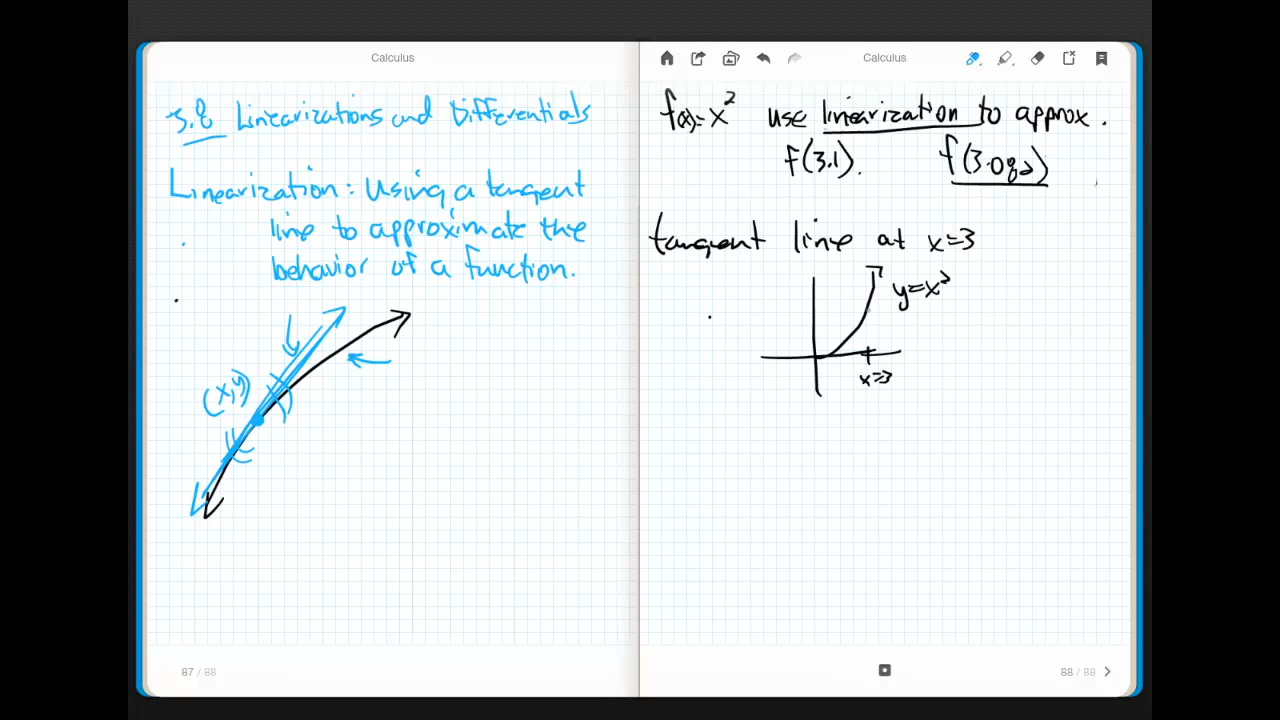 Calculus
3.8 Linearizations and Differentials
Linearization: Using a tangent
line to approximate the
behavior of a function.
(x,y)
87 / 88
Calculus
f(x)=x² use linearization to approx.
f(3.1). f(3.092)
tangent line at x=3
y=x²
x=3
88 / 88